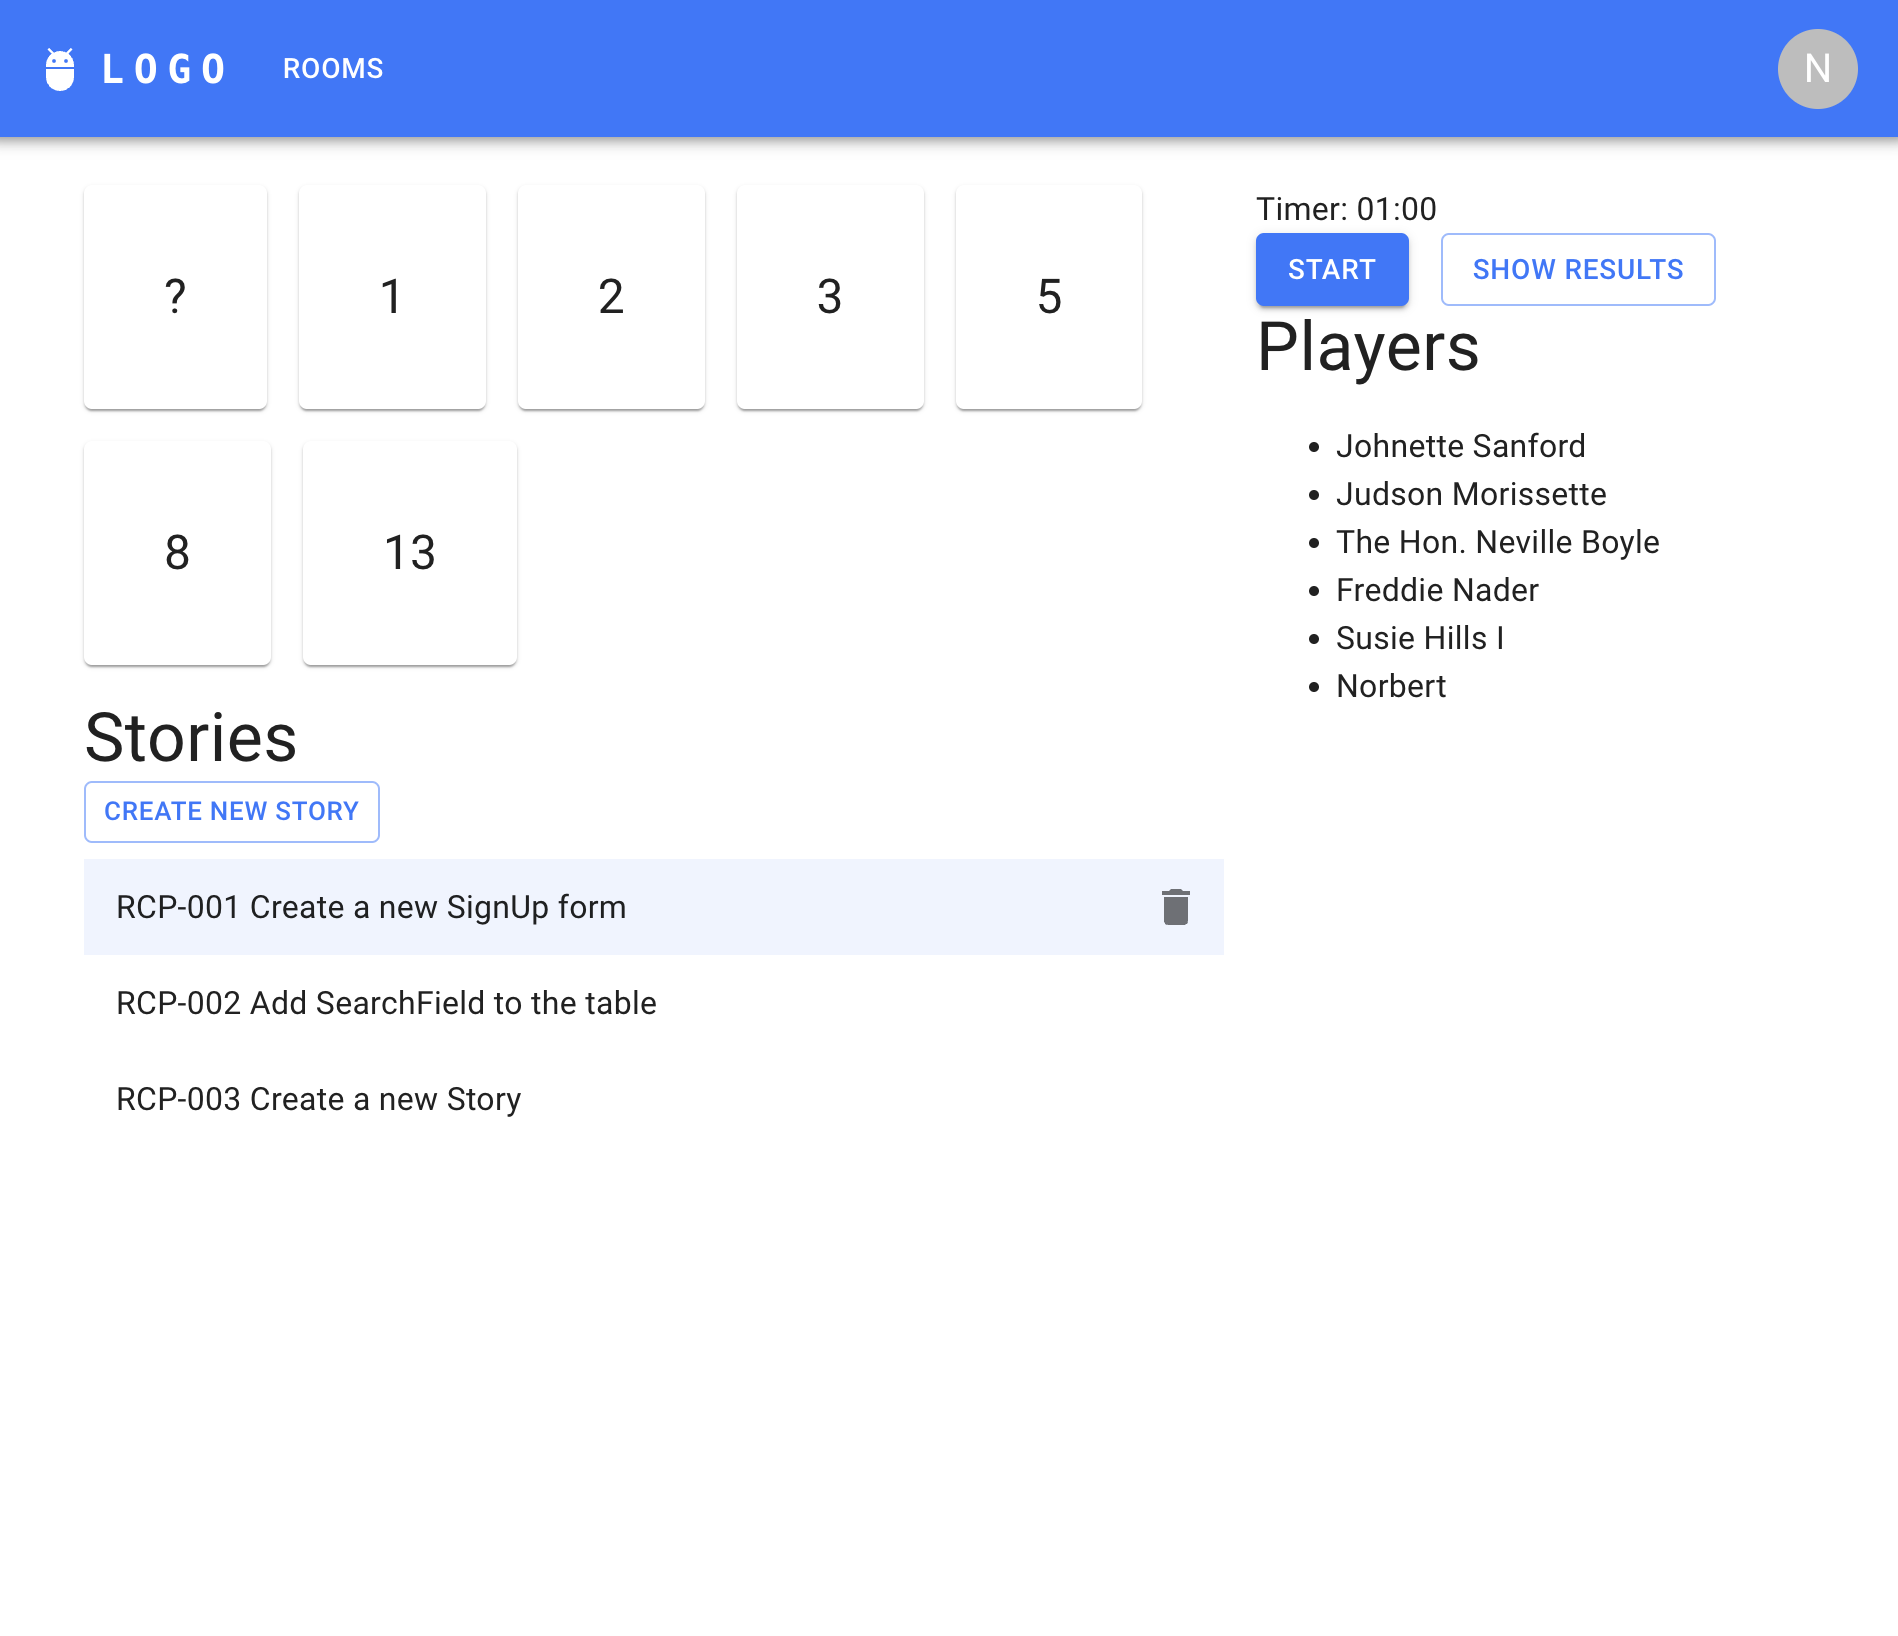 LOGO
ROOMS
N
?
1
2
3
5
8
13
Timer: 01:00
START
SHOW RESULTS
Players
Johnette Sanford
Judson Morissette
The Hon. Neville Boyle
Freddie Nader
Susie Hills I
Norbert
Stories
CREATE NEW STORY
RCP-001 Create a new SignUp form
RCP-002 Add SearchField to the table
RCP-003 Create a new Story